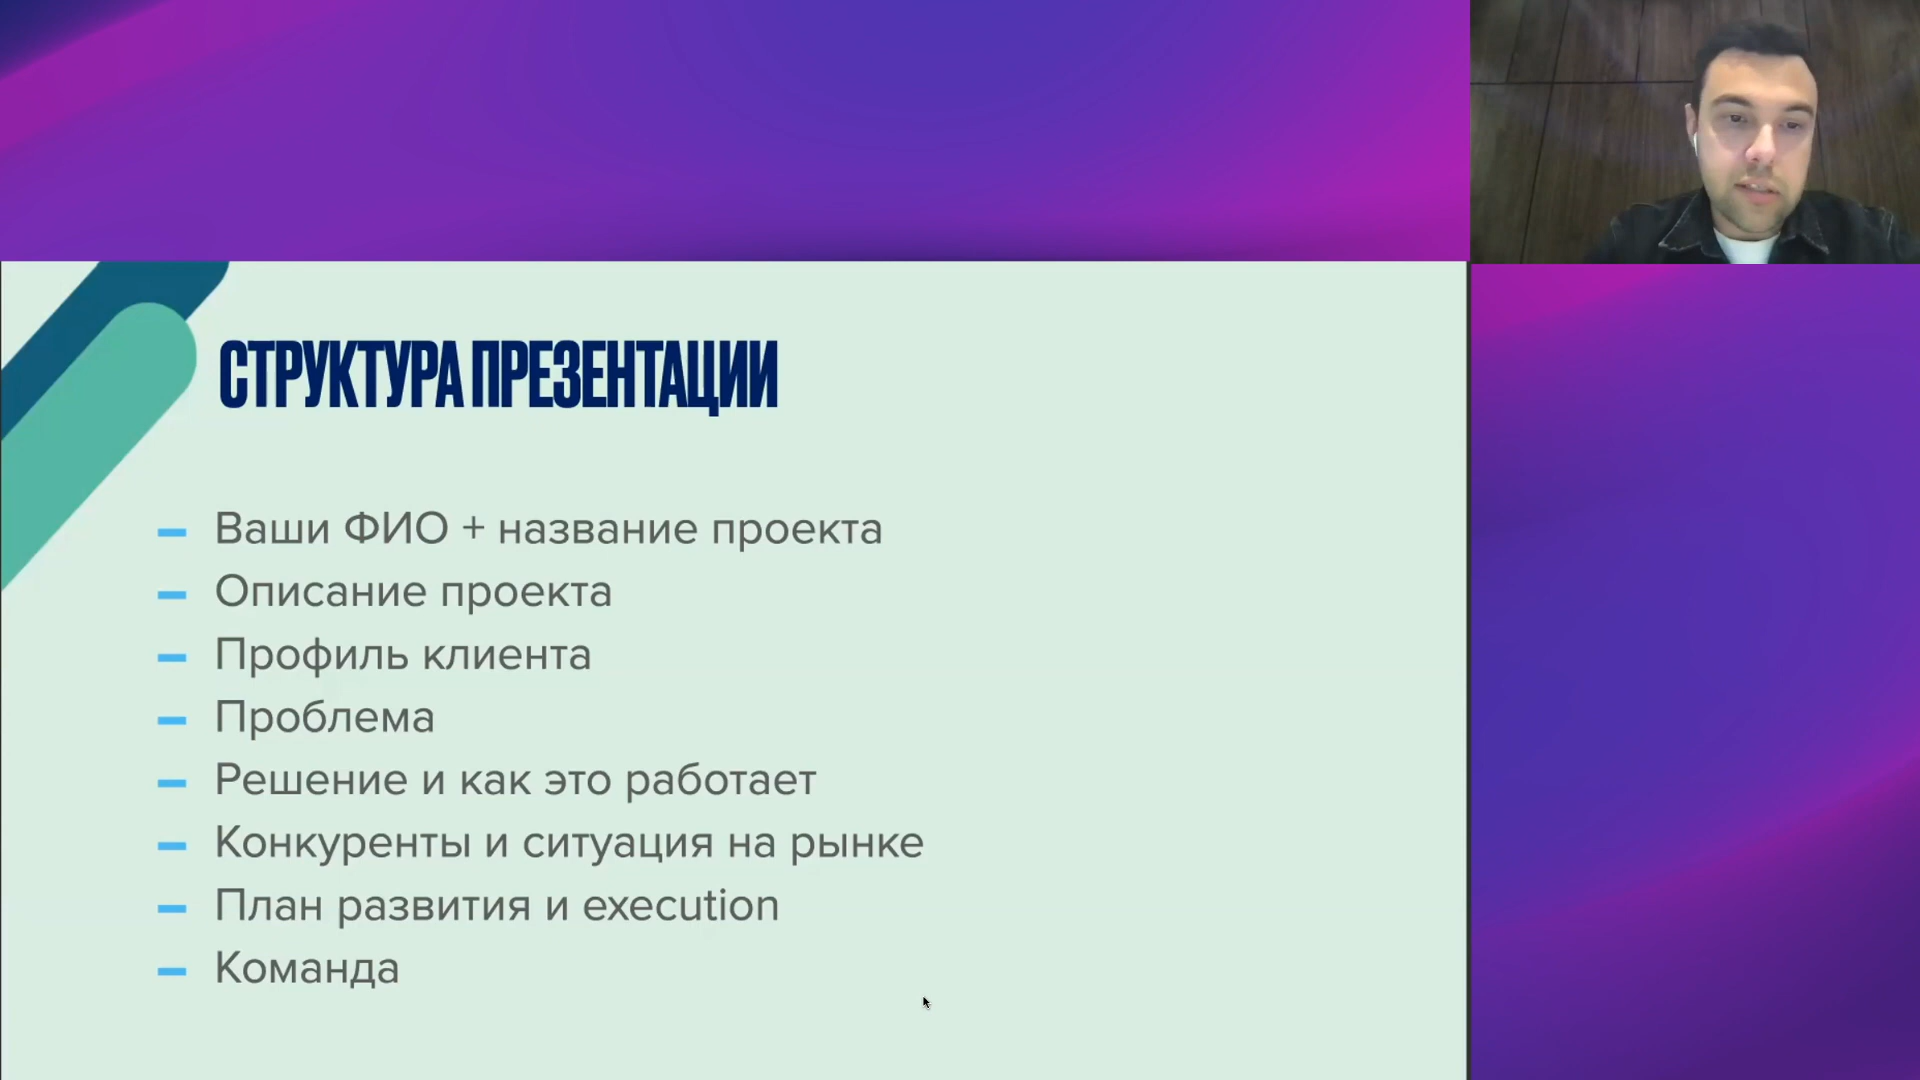 СТРУКТУРА ПРЕЗЕНТАЦИИ
Ваши ФИО + название проекта
Описание проекта
Профиль клиента
Проблема
Решение и как это работает
Конкуренты и ситуация на рынке
План развития и execution
Команда